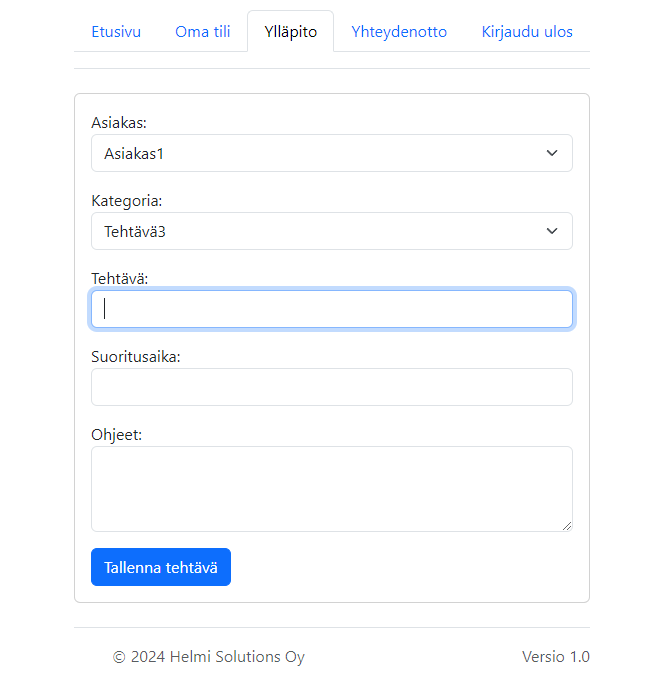 Etusivu Oma tili Ylläpito Yhteydenotto Kirjaudu ulos
Asiakas:
Asiakas1
Kategoria:
Tehtävä3
Tehtävä:
Suoritusaika:
Ohjeet:
Tallenna tehtävä
© 2024 Helmi Solutions Oy Versio 1.0